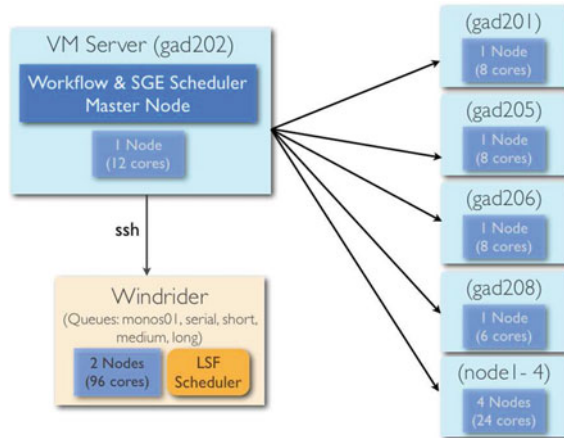 VM Server (gad202)
Workflow & SGE Scheduler
Master Node
1 Node
(12 cores)
ssh
Windrider
(Queues: monos01, serial, short,
medium, long)
2 Nodes
(96 cores)
LSF
Scheduler
(gad201)
1 Node
(8 cores)
(gad205)
1 Node
(8 cores)
(gad206)
1 Node
(8 cores)
(gad208)
1 Node
(6 cores)
(node1- 4)
4 Nodes
(24 cores)